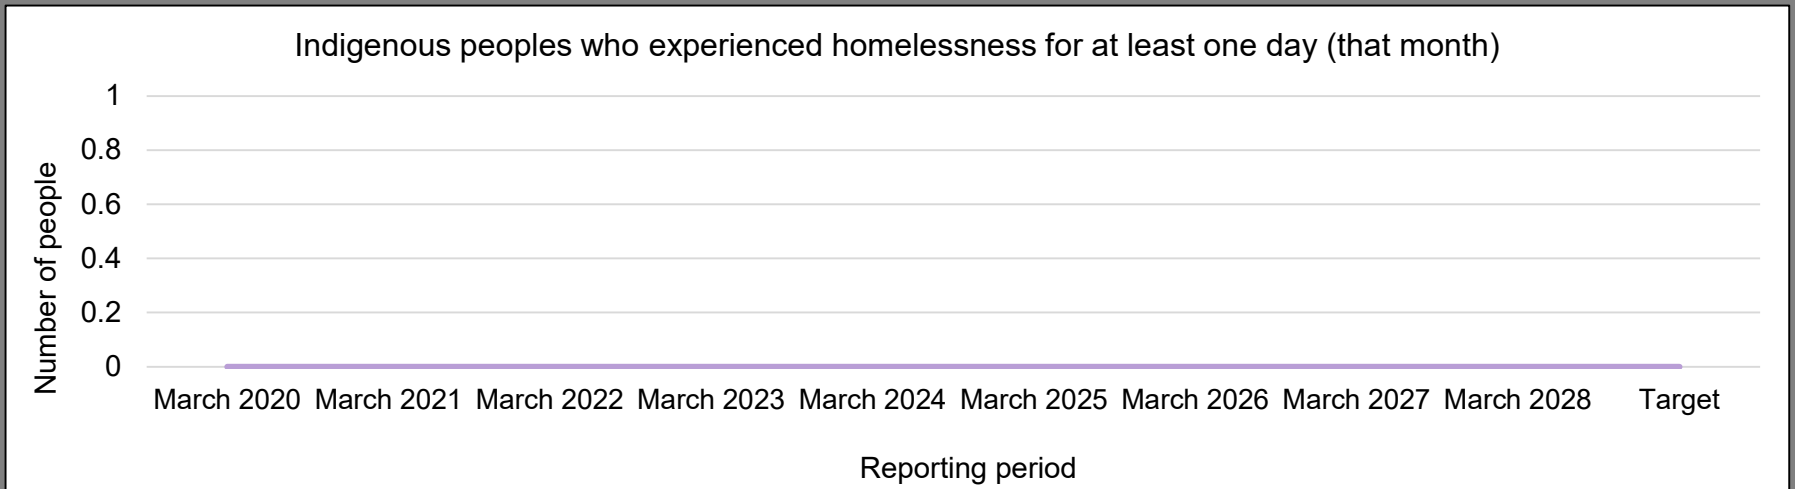 Indigenous peoples who experienced homelessness for at least one day (that month)
Number of people
1
0.8
0.6
0.4
0.2
0
March 2020 March 2021 March 2022 March 2023 March 2024 March 2025 March 2026 March 2027 March 2028 Target
Reporting period